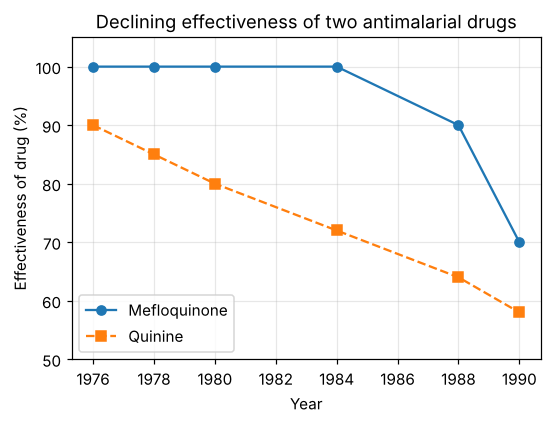 Declining effectiveness of two antimalarial drugs
Effectiveness of drug (%)
100
90
80
70
60
50
Mefloquinone
Quinine
1976 1978 1980 1982 1984 1986 1988 1990
Year